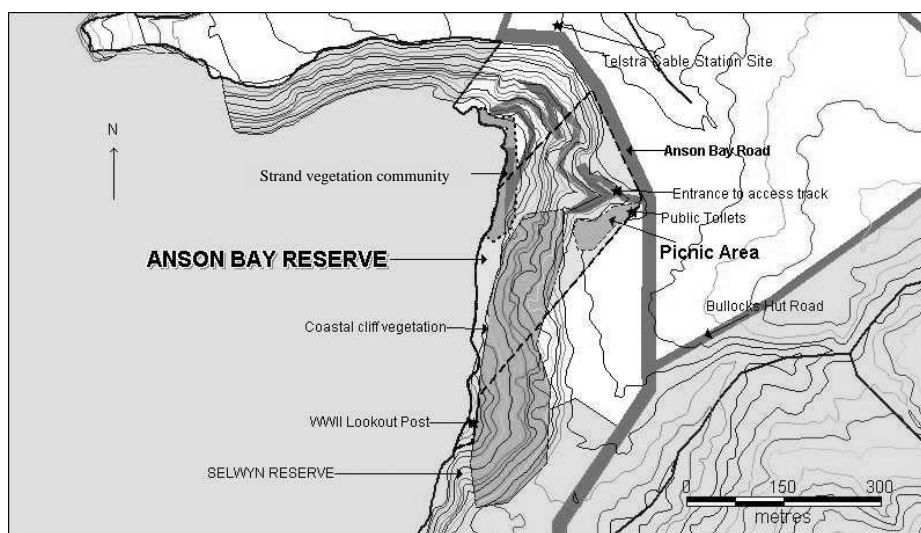 Telstra Cable Station Site
N
Anson Bay Road
Strand vegetation community
Entrance to access track
Public Toilets
ANSON BAY RESERVE
Picnic Area
Bullocks Hut Road
Coastal cliff vegetation
WWII Lookout Post
SELWYN RESERVE
0 150 300
metres